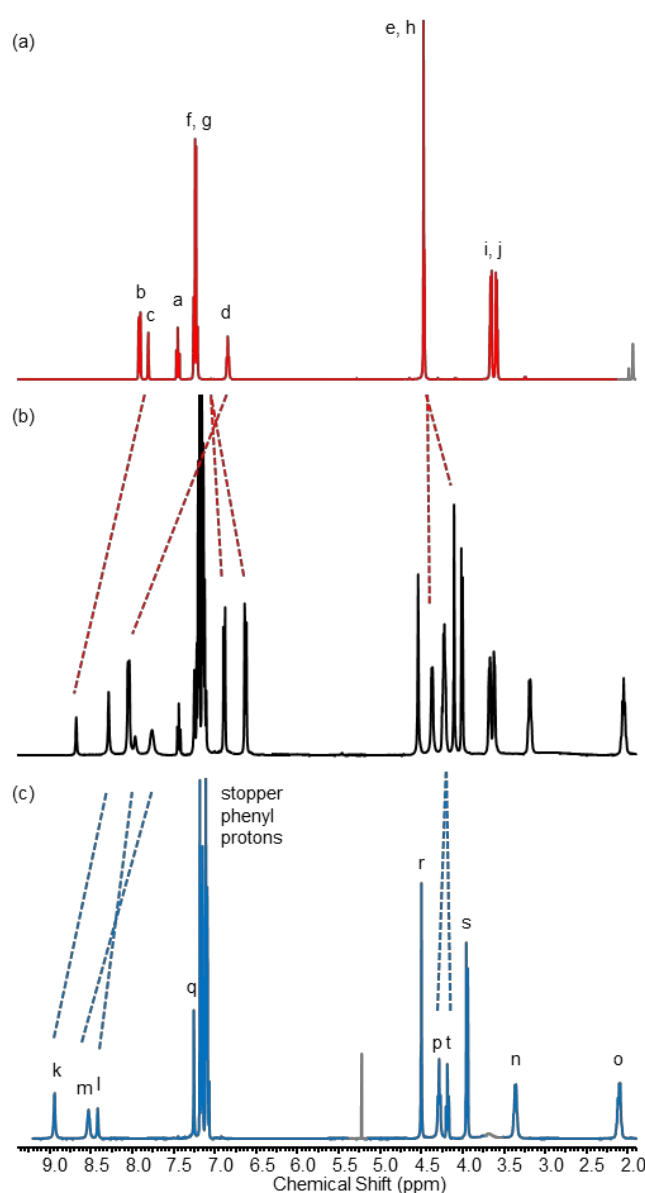 (a)
e, h
f, g
i, j
b
c
a
d
(b)
(c)
stopper
phenyl
protons
r
s
q
p t
k
m l
n
o
9.0 8.5 8.0 7.5 7.0 6.5 6.0 5.5 5.0 4.5 4.0 3.5 3.0 2.5 2.0
Chemical Shift (ppm)